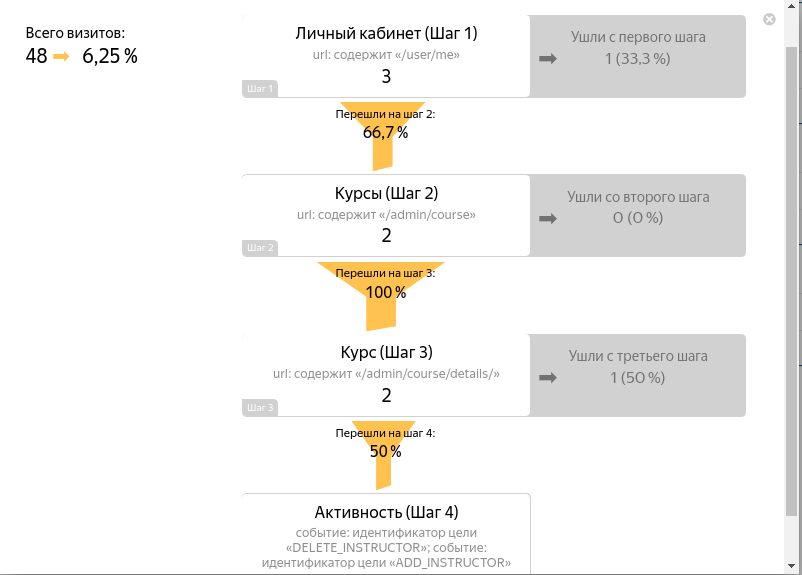 Всего визитов:
48 6,25 %
Личный кабинет (Шаг 1)
url: содержит «/user/me»
3
Шаг 1
Ушли с первого шага
1 (33,3 %)
Перешли на шаг 2:
66,7 %
Курсы (Шаг 2)
url: содержит «/admin/course»
2
Шаг 2
Ушли со второго шага
0 (0 %)
Перешли на шаг 3:
100 %
Курс (Шаг 3)
url: содержит «/admin/course/details/»
2
Шаг 3
Ушли с третьего шага
1 (50 %)
Перешли на шаг 4:
50 %
Активность (Шаг 4)
событие: идентификатор цели
«DELETE_INSTRUCTOR»; событие:
идентификатор цели «ADD_INSTRUCTOR»